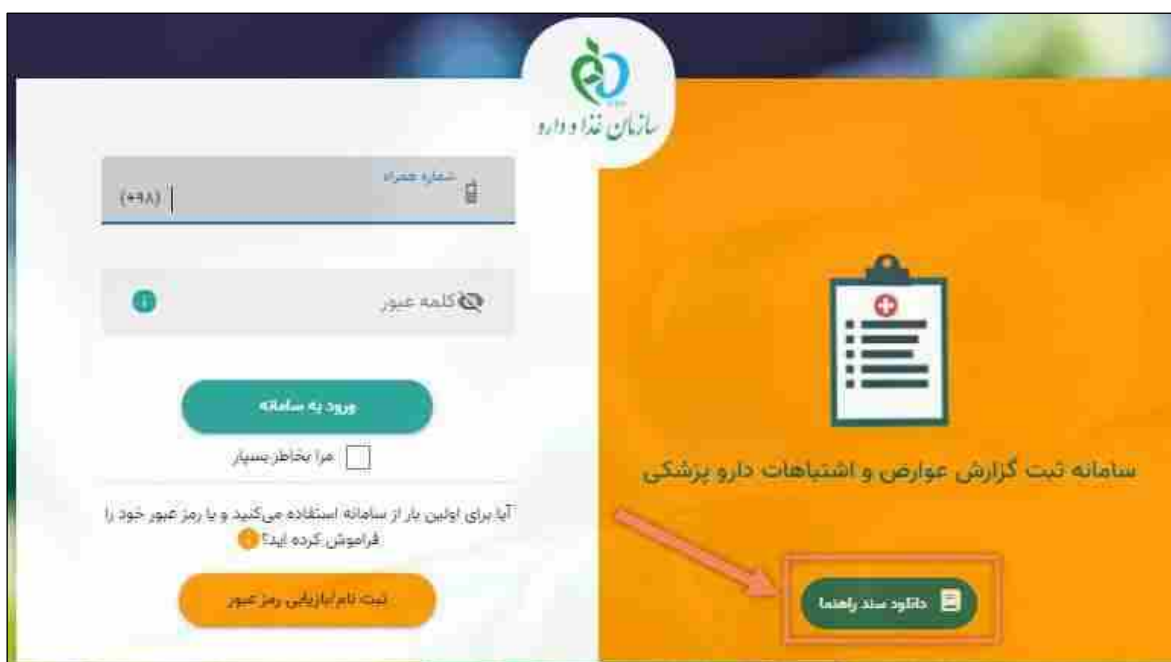 سازمان غذا و دارو
شماره همراه
(+۹۸)
کلمه عبور
ورود به سامانه
مرا بخاطر بسپار
آیا برای اولین بار از سامانه استفاده می‌کنید و یا رمز عبور خود را
فراموش کرده اید؟
ثبت نام/بازیابی رمز عبور
سامانه ثبت گزارش عوارض و اشتباهات دارو پزشکی
دانلود سند راهنما